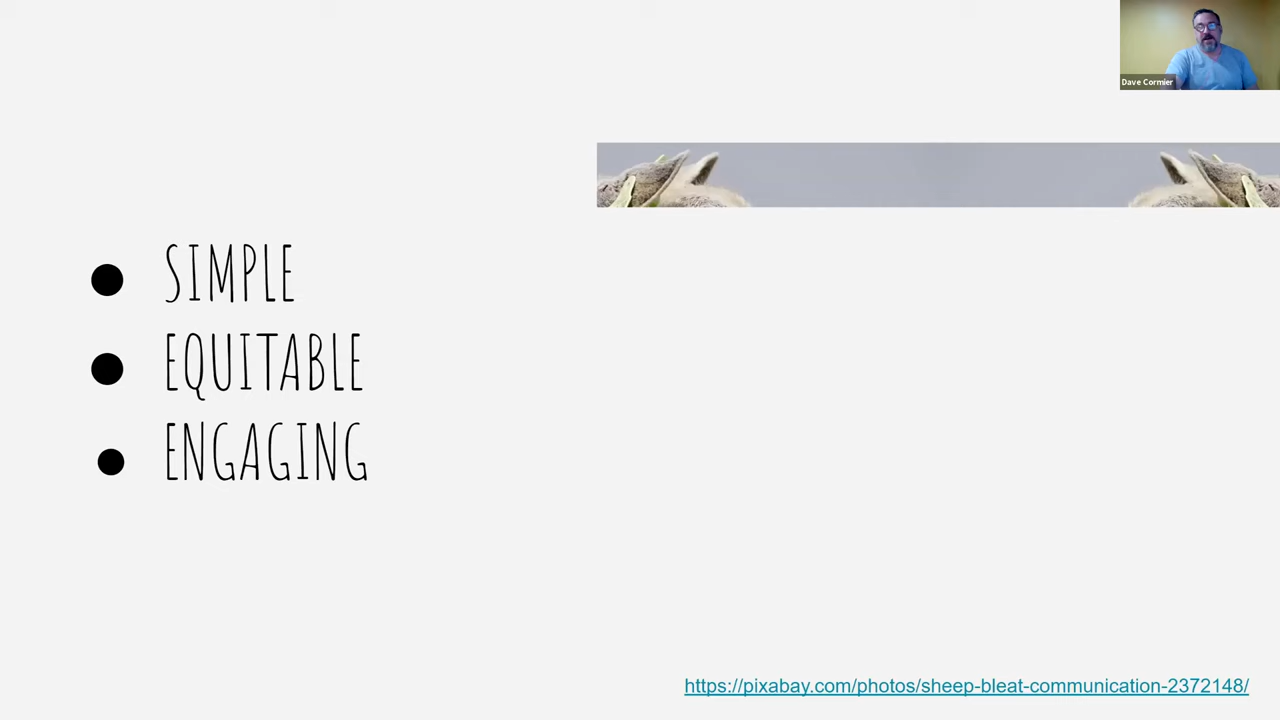 Dave Cormier
SIMPLE
EQUITABLE
ENGAGING
https://pixabay.com/photos/sheep-bleat-communication-2372148/